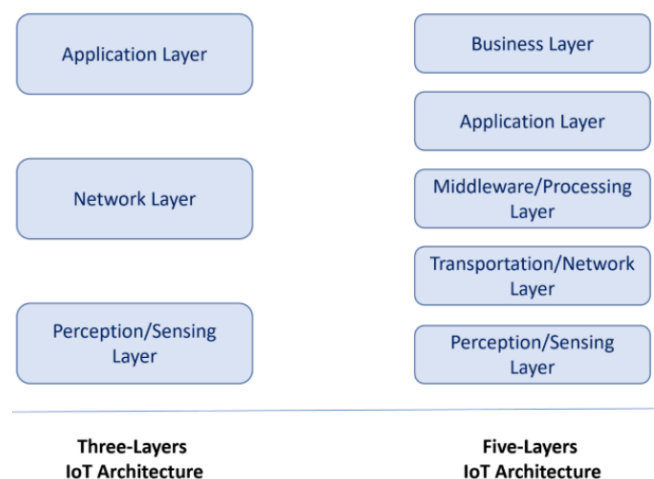 Application Layer
Network Layer
Perception/Sensing
Layer
Three-Layers
IoT Architecture
Business Layer
Application Layer
Middleware/Processing
Layer
Transportation/Network
Layer
Perception/Sensing
Layer
Five-Layers
IoT Architecture